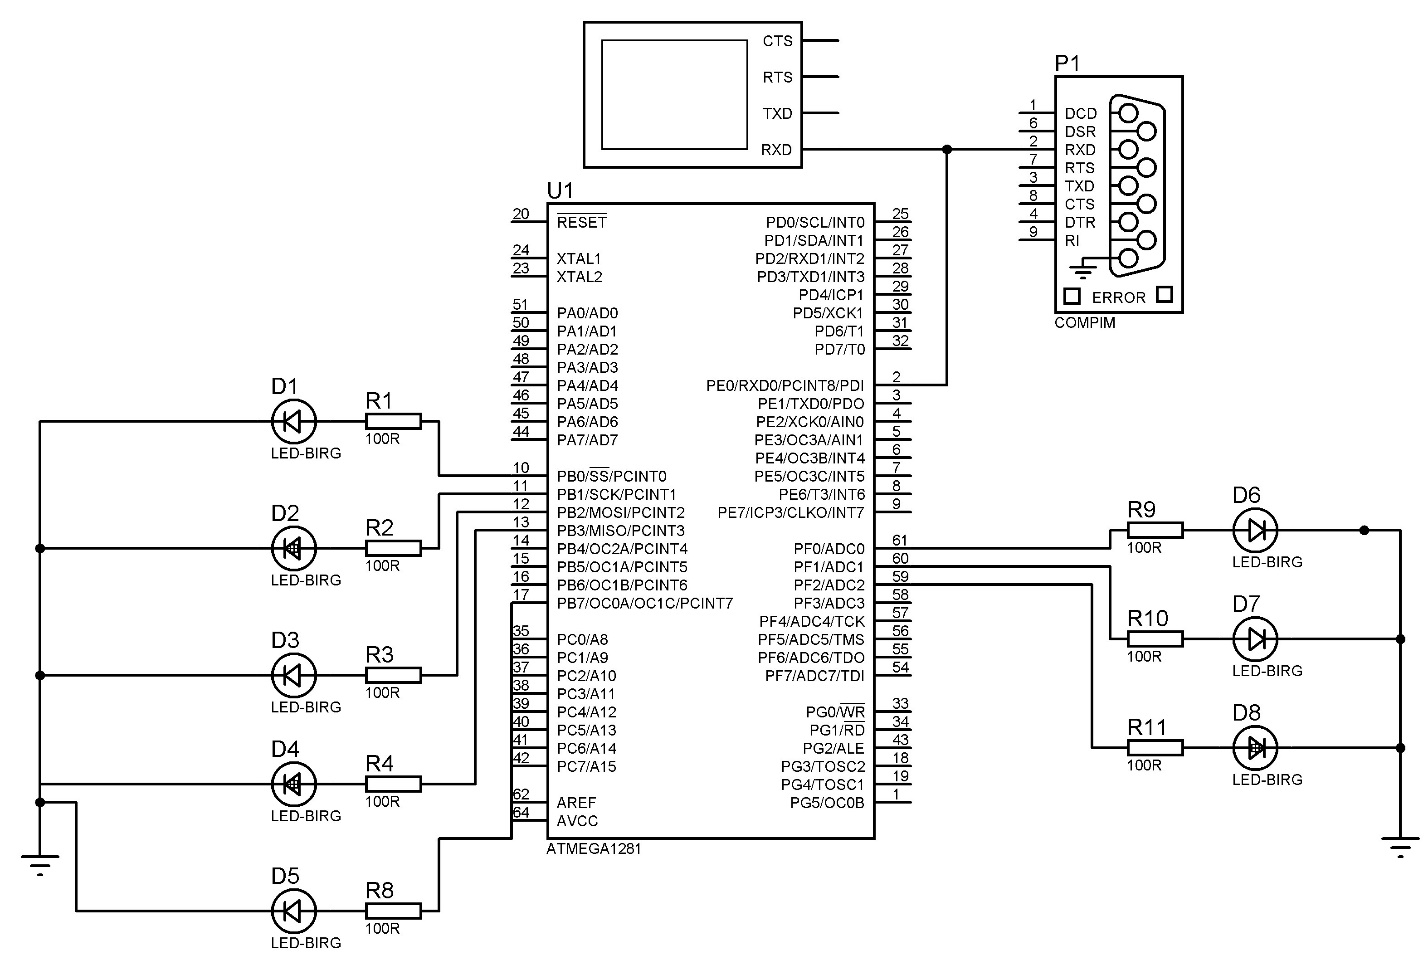 CTS
RTS
TXD
RXD
P1
1 DCD
6 DSR
2 RXD
7 RTS
3 TXD
8 CTS
4 DTR
9 RI
ERROR
COMPIM
U1
20 RESET
24 XTAL1
23 XTAL2
51 PA0/AD0
50 PA1/AD1
49 PA2/AD2
48 PA3/AD3
47 PA4/AD4
46 PA5/AD5
45 PA6/AD6
44 PA7/AD7
10 PB0/SS/PCINT0
11 PB1/SCK/PCINT1
12 PB2/MOSI/PCINT2
13 PB3/MISO/PCINT3
14 PB4/OC2A/PCINT4
15 PB5/OC1A/PCINT5
16 PB6/OC1B/PCINT6
17 PB7/OC0A/OC1C/PCINT7
35 PC0/A8
36 PC1/A9
37 PC2/A10
38 PC3/A11
39 PC4/A12
40 PC5/A13
41 PC6/A14
42 PC7/A15
62 AREF
64 AVCC
PD0/SCL/INT0 25
PD1/SDA/INT1 26
PD2/RXD1/INT2 27
PD3/TXD1/INT3 28
PD4/ICP1 29
PD5/XCK1 30
PD6/T1 31
PD7/T0 32
PE0/RXD0/PCINT8/PDI 2
PE1/TXD0/PDO 3
PE2/XCK0/AIN0 4
PE3/OC3A/AIN1 5
PE4/OC3B/INT4 6
PE5/OC3C/INT5 7
PE6/T3/INT6 8
PE7/ICP3/CLKO/INT7 9
PF0/ADC0 61
PF1/ADC1 60
PF2/ADC2 59
PF3/ADC3 58
PF4/ADC4/TCK 57
PF5/ADC5/TMS 56
PF6/ADC6/TDO 55
PF7/ADC7/TDI 54
PG0/WR 33
PG1/RD 34
PG2/ALE 43
PG3/TOSC2 18
PG4/TOSC1 19
PG5/OC0B 1
ATMEGA1281
D1
LED-BIRG
R1
100R
D2
LED-BIRG
R2
100R
D3
LED-BIRG
R3
100R
D4
LED-BIRG
R4
100R
D5
LED-BIRG
R8
100R
R9
100R
D6
LED-BIRG
R10
100R
D7
LED-BIRG
R11
100R
D8
LED-BIRG